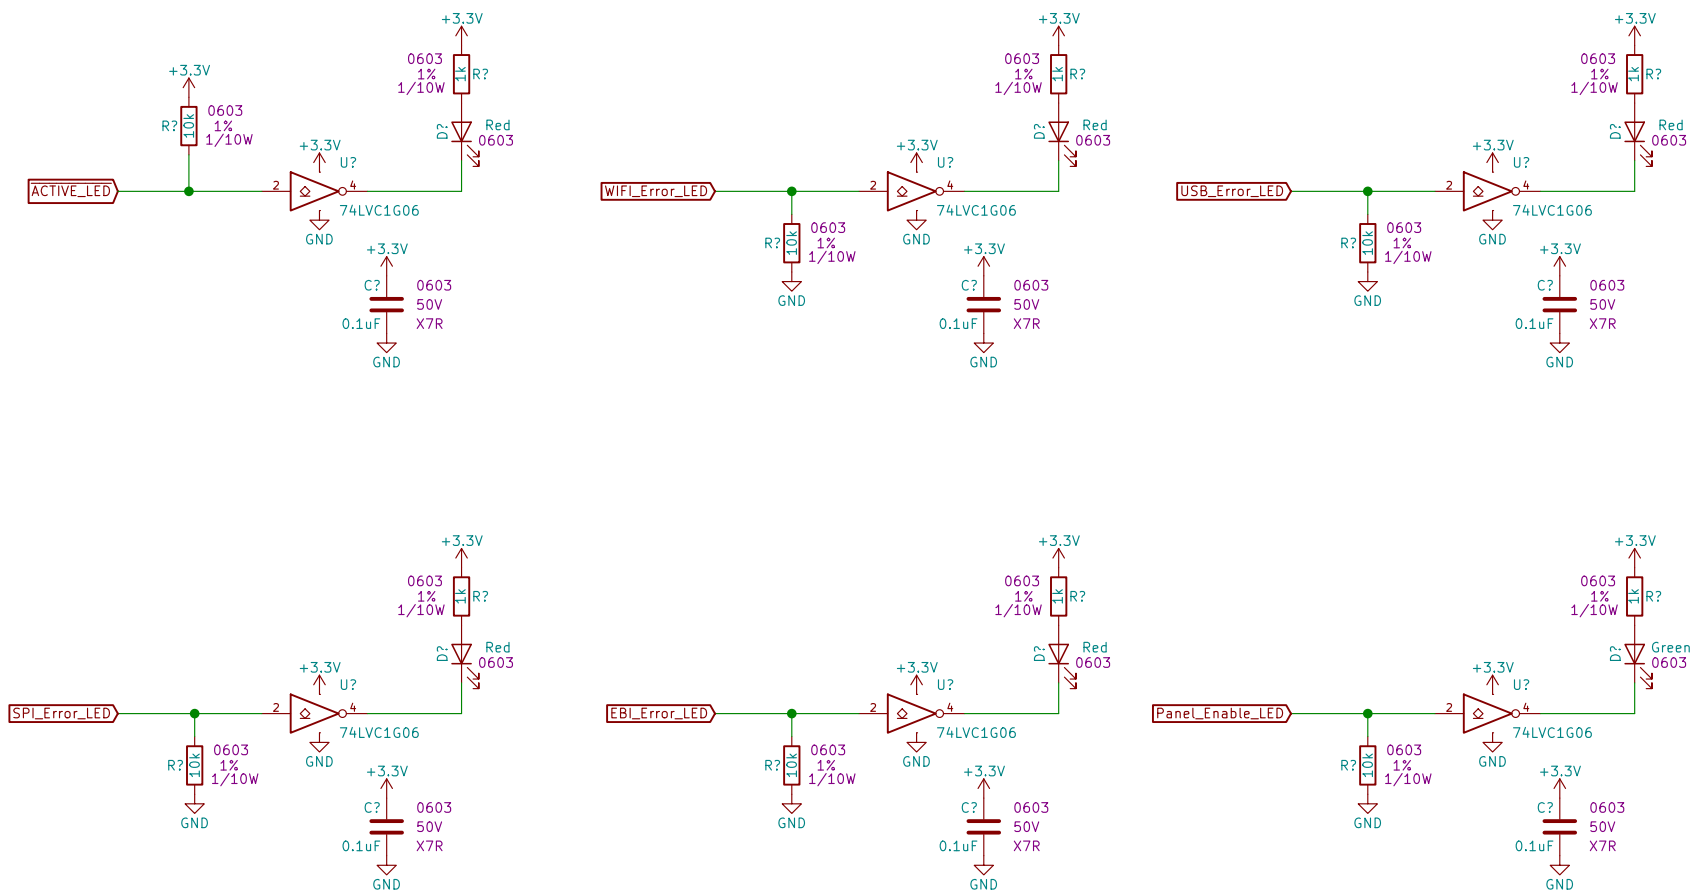 +3.3V
0603
1%
1/10W
1k
R?
D?
Red
0603
+3.3V
R?
10k
0603
1%
1/10W
+3.3V
U?
ACTIVE_LED
2
4
74LVC1G06
GND
+3.3V
C?
0603
50V
0.1uF
X7R
GND
+3.3V
0603
1%
1/10W
1k
R?
D?
Red
0603
+3.3V
U?
WIFI_Error_LED
2
4
74LVC1G06
GND
R?
10k
0603
1%
1/10W
GND
+3.3V
C?
0603
50V
0.1uF
X7R
GND
+3.3V
0603
1%
1/10W
1k
R?
D?
Red
0603
+3.3V
U?
USB_Error_LED
2
4
74LVC1G06
GND
R?
10k
0603
1%
1/10W
GND
+3.3V
C?
0603
50V
0.1uF
X7R
GND
+3.3V
0603
1%
1/10W
1k
R?
D?
Red
0603
+3.3V
U?
SPI_Error_LED
2
4
74LVC1G06
GND
R?
10k
0603
1%
1/10W
GND
+3.3V
C?
0603
50V
0.1uF
X7R
GND
+3.3V
0603
1%
1/10W
1k
R?
D?
Red
0603
+3.3V
U?
EBI_Error_LED
2
4
74LVC1G06
GND
R?
10k
0603
1%
1/10W
GND
+3.3V
C?
0603
50V
0.1uF
X7R
GND
+3.3V
0603
1%
1/10W
1k
R?
D?
Green
0603
+3.3V
U?
Panel_Enable_LED
2
4
74LVC1G06
GND
R?
10k
0603
1%
1/10W
GND
+3.3V
C?
0603
50V
0.1uF
X7R
GND